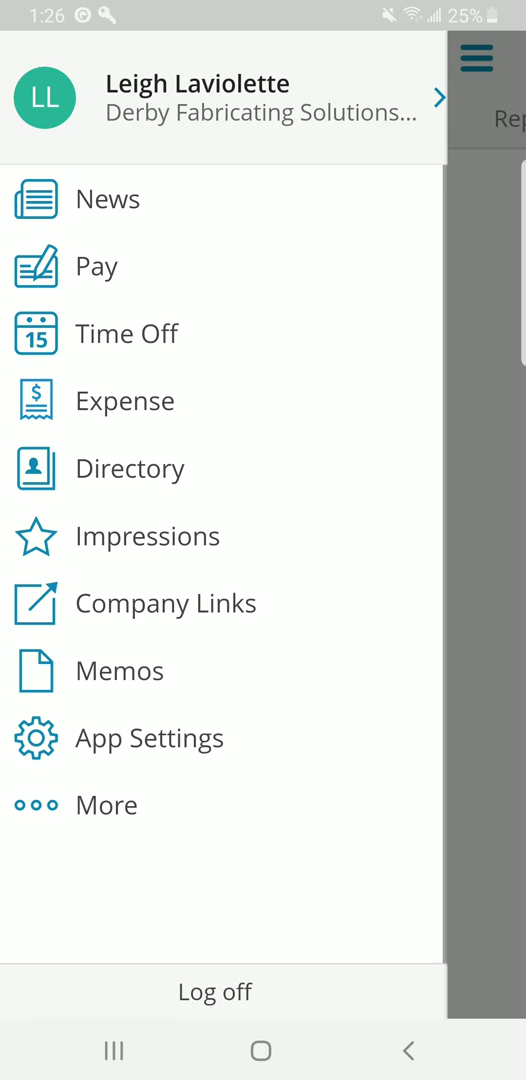 1:26 25%
Leigh Laviolette
LL
Derby Fabricating Solutions...
Rep
News
Pay
15
Time Off
$
Expense
Directory
Impressions
Company Links
Memos
App Settings
More
Log off